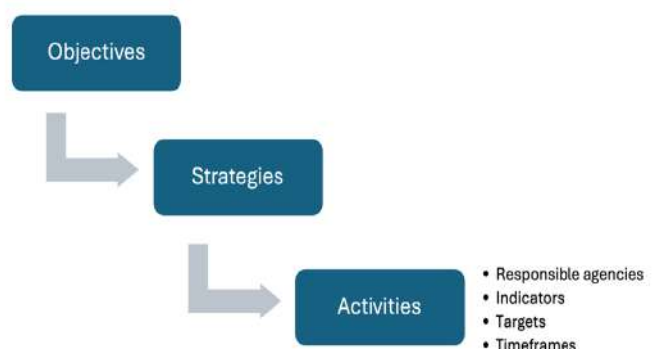 Objectives
Strategies
Activities
• Responsible agencies
• Indicators
• Targets
• Timeframes